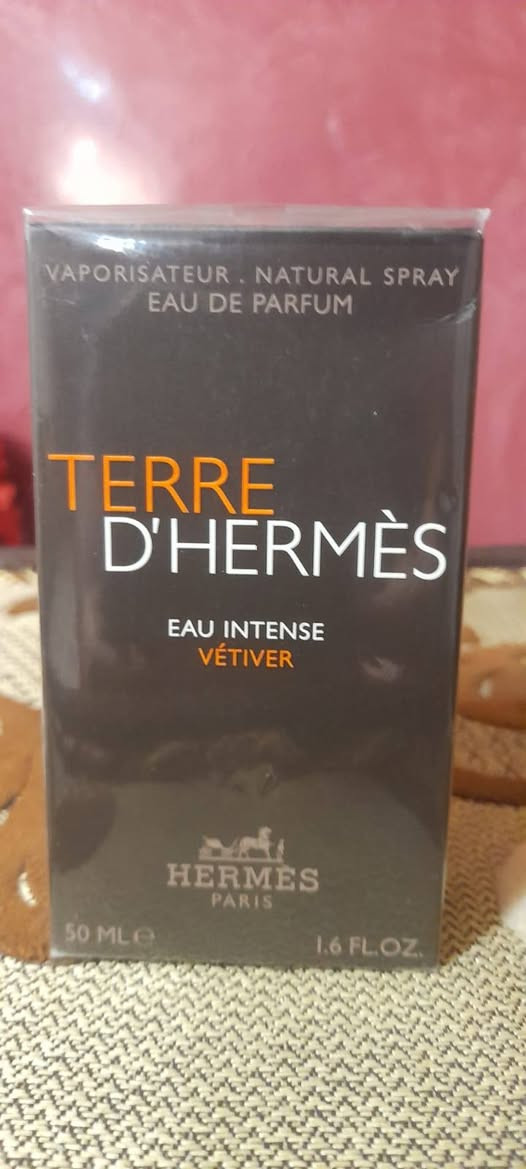 VAPORISATEUR . NATURAL SPRAY
EAU DE PARFUM
TERRE
D'HERMÈS
EAU INTENSE
VÉTIVER
HERMÈS
PARIS
50 ML ℮ 1.6 FL.OZ.